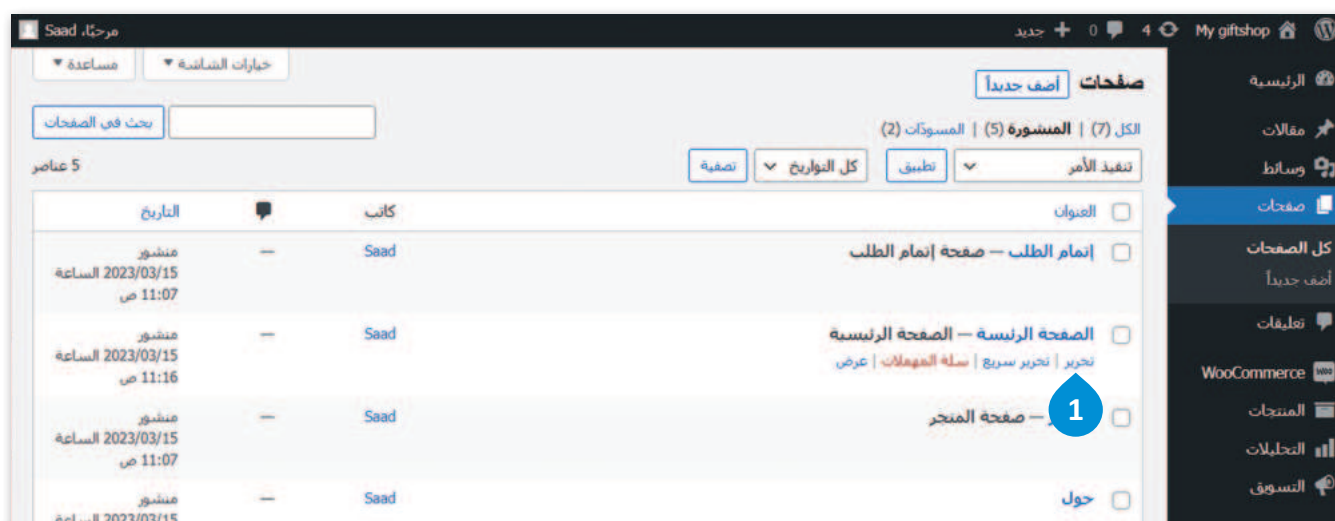 My giftshop 4 0 جديد مرحبًا، Saad
الرئيسية
مقالات
وسائط
صفحات
كل الصفحات
أضف جديداً
تعليقات
WooCommerce
المنتجات
التحليلات
التسويق
خيارات الشاشة مساعدة
صفحات أضف جديداً
الكل (7) | المنشورة (5) | المسودّات (2)
بحث في الصفحات
تنفيذ الأمر تطبيق كل التواريخ تصفية 5 عناصر
العنوان كاتب التاريخ
إتمام الطلب — صفحة إتمام الطلب Saad — منشور
2023/03/15 الساعة
11:07 ص
الصفحة الرئيسة — الصفحة الرئيسية Saad — منشور
2023/03/15 الساعة
11:16 ص
تحرير | تحرير سريع | سلة المهملات | عرض
1
— صفحة المتجر Saad — منشور
2023/03/15 الساعة
11:07 ص
حول Saad — منشور
2023/03/15 الساعة